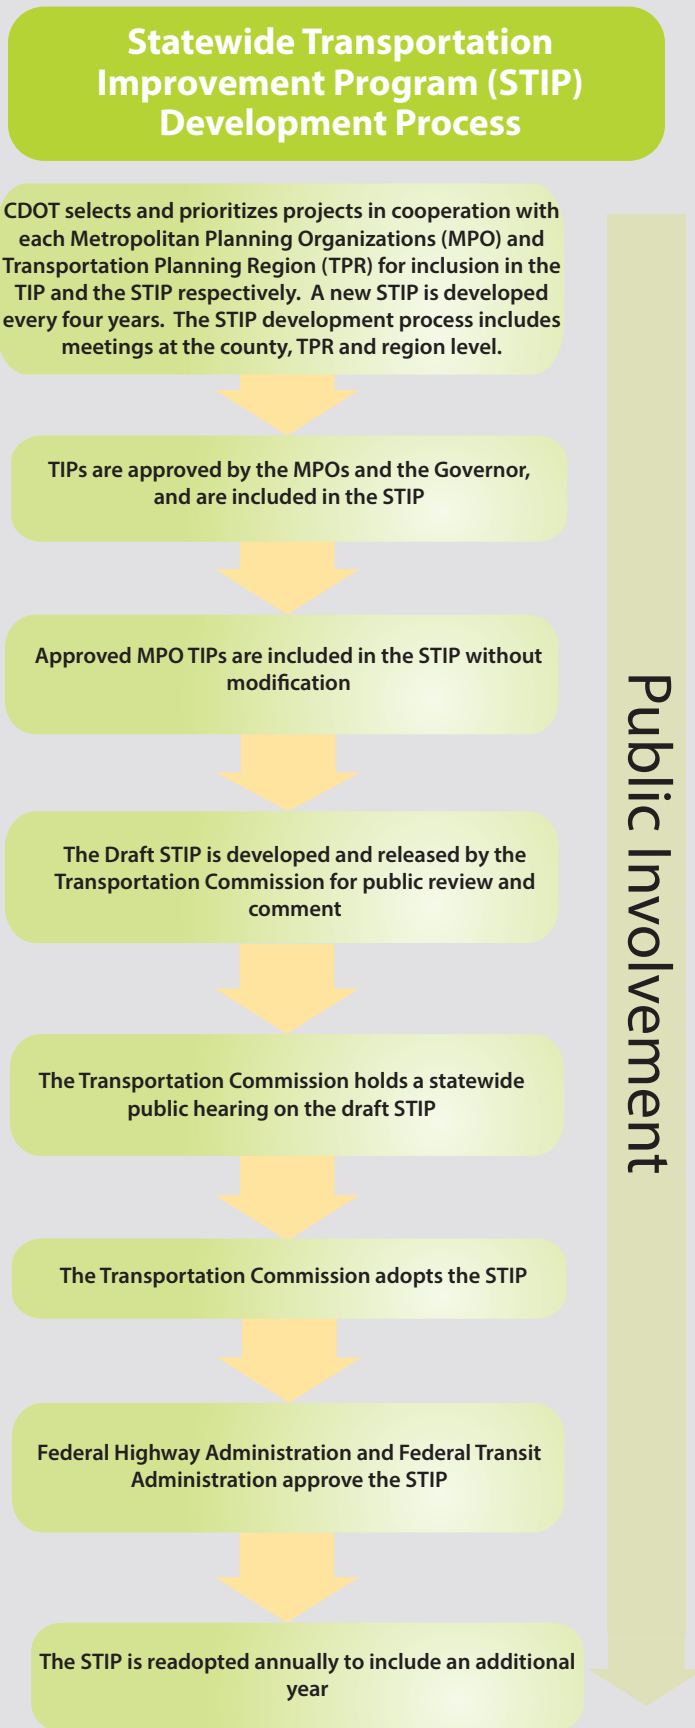 Statewide Transportation
Improvement Program (STIP)
Development Process
CDOT selects and prioritizes projects in cooperation with
each Metropolitan Planning Organizations (MPO) and
Transportation Planning Region (TPR) for inclusion in the
TIP and the STIP respectively. A new STIP is developed
every four years. The STIP development process includes
meetings at the county, TPR and region level.
TIPs are approved by the MPOs and the Governor,
and are included in the STIP
Approved MPO TIPs are included in the STIP without
modification
The Draft STIP is developed and released by the
Transportation Commission for public review and
comment
The Transportation Commission holds a statewide
public hearing on the draft STIP
The Transportation Commission adopts the STIP
Federal Highway Administration and Federal Transit
Administration approve the STIP
The STIP is readopted annually to include an additional
year
Public Involvement